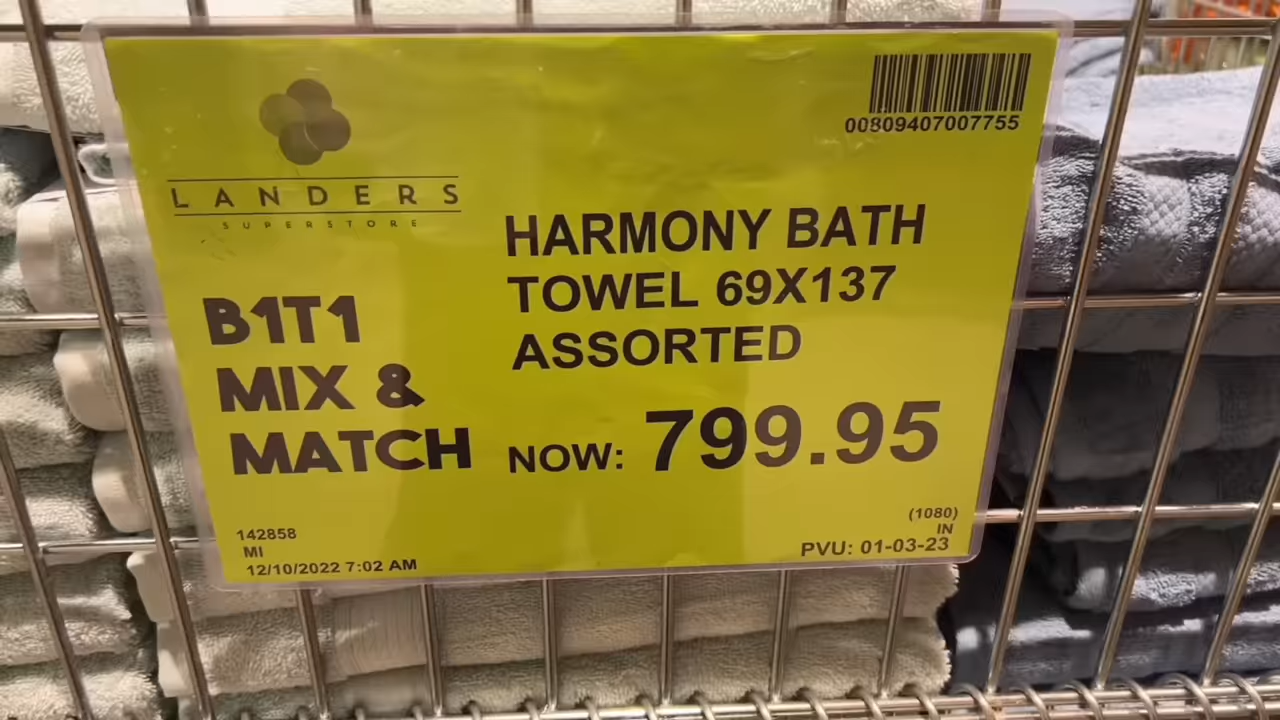 LANDERS
SUPERSTORE
00809407007755
HARMONY BATH
TOWEL 69X137
ASSORTED
B1T1
MIX &
MATCH
NOW: 799.95
142858
MI
12/10/2022 7:02 AM
(1080)
IN
PVU: 01-03-23